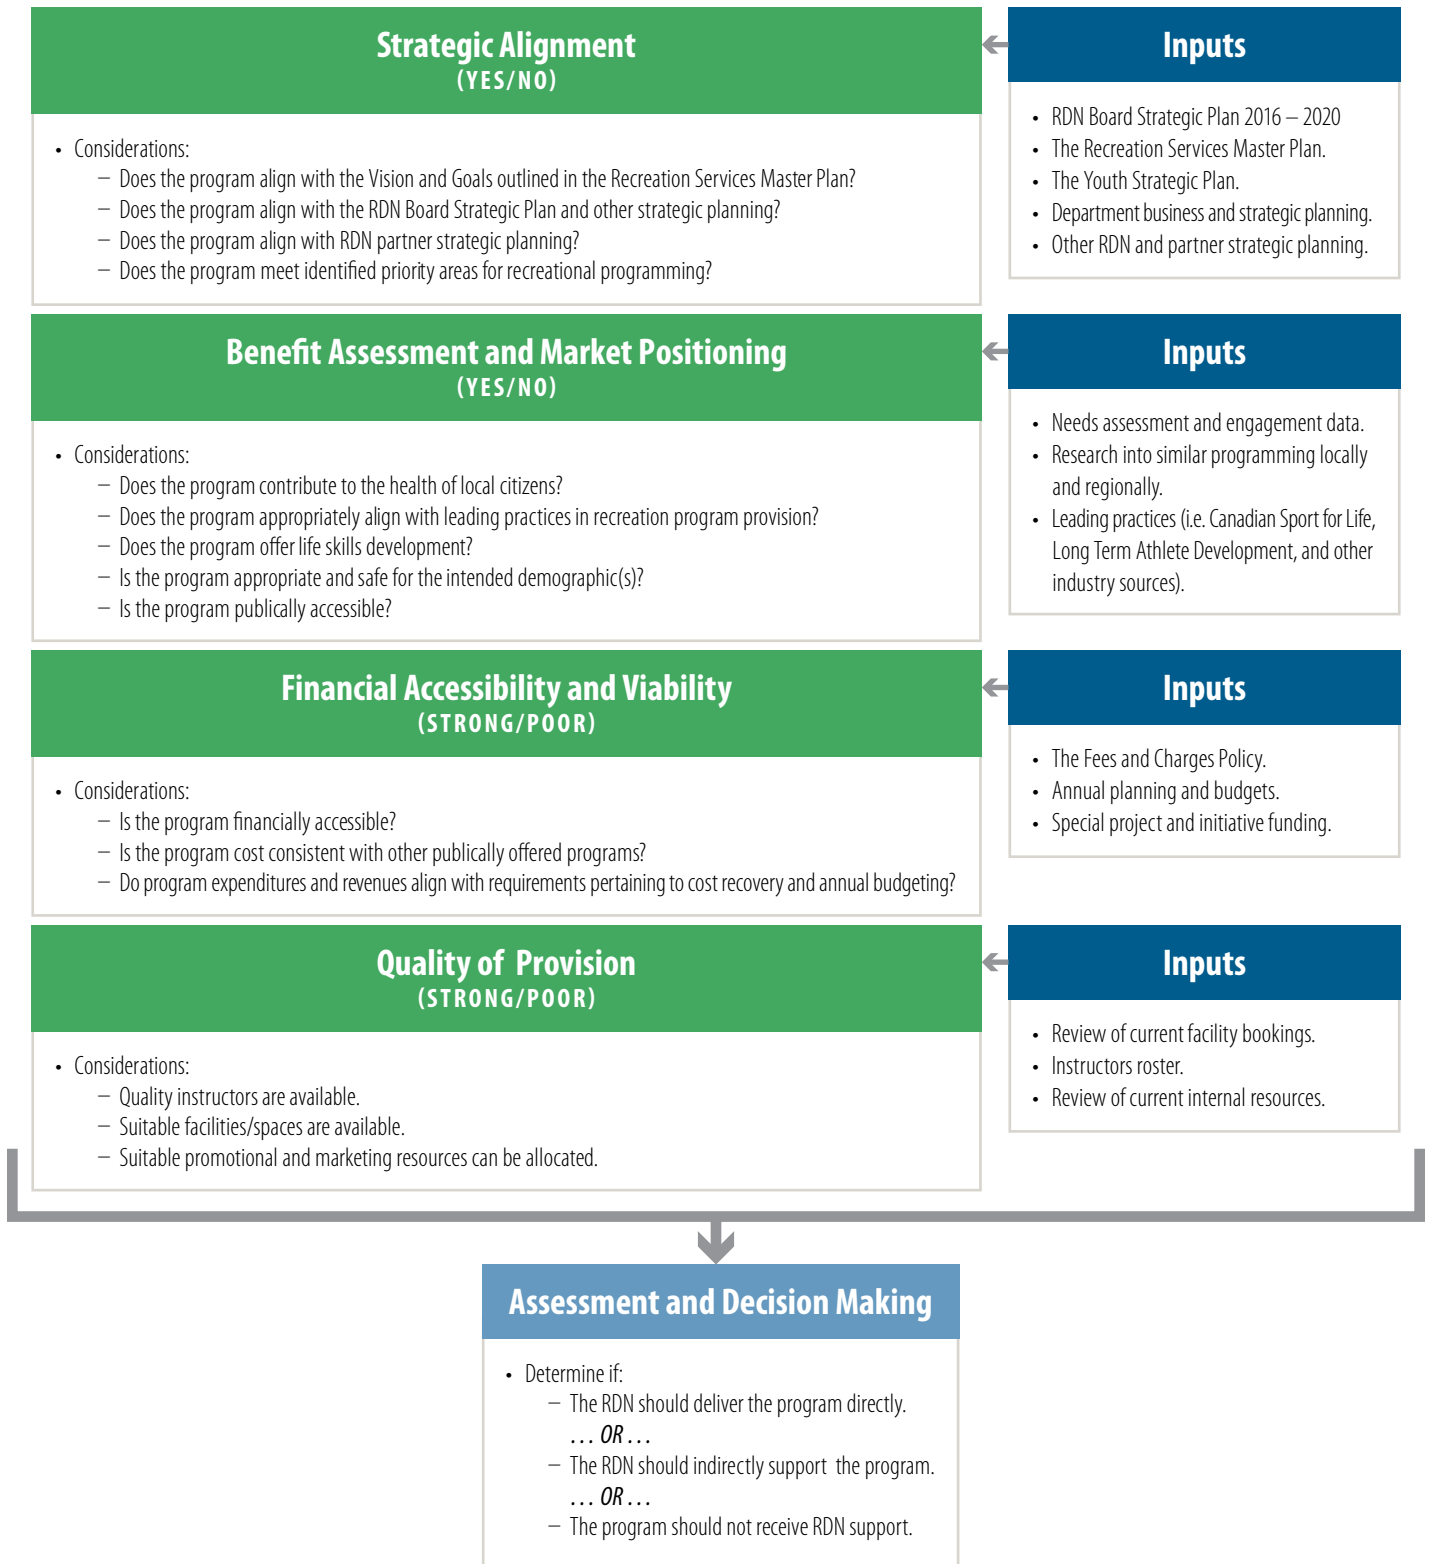 Strategic Alignment
(YES/NO)
• Considerations:
– Does the program align with the Vision and Goals outlined in the Recreation Services Master Plan?
– Does the program align with the RDN Board Strategic Plan and other strategic planning?
– Does the program align with RDN partner strategic planning?
– Does the program meet identified priority areas for recreational programming?
Inputs
• RDN Board Strategic Plan 2016 – 2020
• The Recreation Services Master Plan.
• The Youth Strategic Plan.
• Department business and strategic planning.
• Other RDN and partner strategic planning.
Benefit Assessment and Market Positioning
(YES/NO)
• Considerations:
– Does the program contribute to the health of local citizens?
– Does the program appropriately align with leading practices in recreation program provision?
– Does the program offer life skills development?
– Is the program appropriate and safe for the intended demographic(s)?
– Is the program publically accessible?
Inputs
• Needs assessment and engagement data.
• Research into similar programming locally
and regionally.
• Leading practices (i.e. Canadian Sport for Life,
Long Term Athlete Development, and other
industry sources).
Financial Accessibility and Viability
(STRONG/POOR)
• Considerations:
– Is the program financially accessible?
– Is the program cost consistent with other publically offered programs?
– Do program expenditures and revenues align with requirements pertaining to cost recovery and annual budgeting?
Inputs
• The Fees and Charges Policy.
• Annual planning and budgets.
• Special project and initiative funding.
Quality of Provision
(STRONG/POOR)
• Considerations:
– Quality instructors are available.
– Suitable facilities/spaces are available.
– Suitable promotional and marketing resources can be allocated.
Inputs
• Review of current facility bookings.
• Instructors roster.
• Review of current internal resources.
Assessment and Decision Making
• Determine if:
– The RDN should deliver the program directly.
... OR ...
– The RDN should indirectly support the program.
... OR ...
– The program should not receive RDN support.